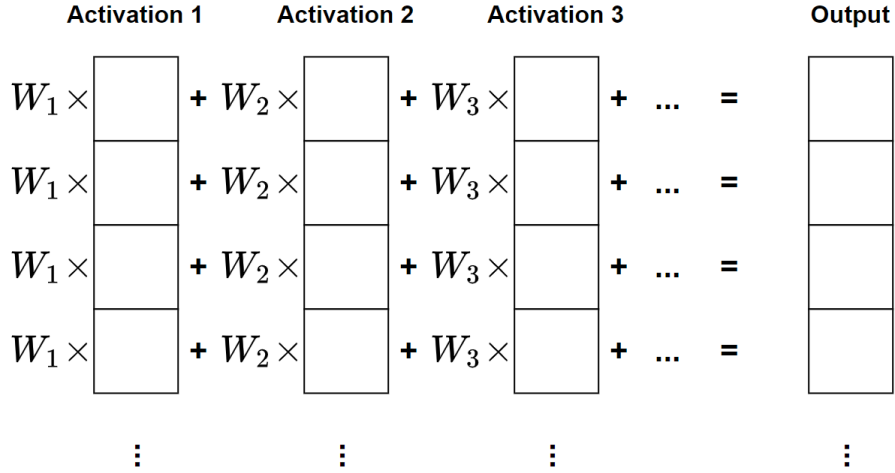 Activation 1 Activation 2 Activation 3 Output
W₁ × + W₂ × + W₃ × + ... =
W₁ × + W₂ × + W₃ × + ... =
W₁ × + W₂ × + W₃ × + ... =
W₁ × + W₂ × + W₃ × + ... =
⋮ ⋮ ⋮ ⋮